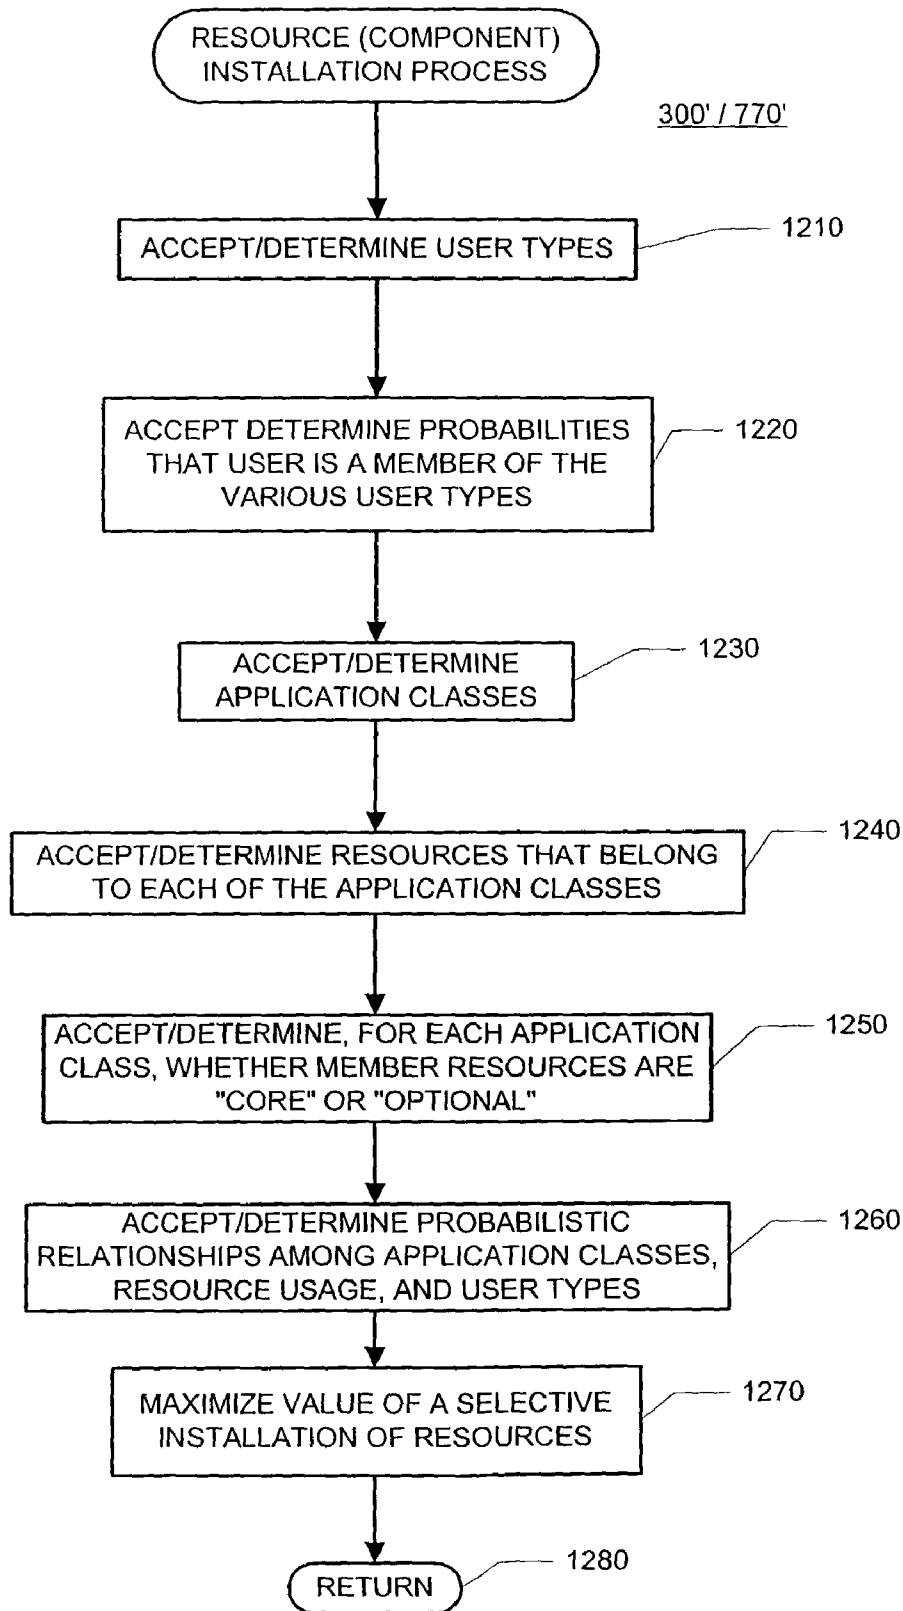 RESOURCE (COMPONENT)
INSTALLATION PROCESS
300' / 770'
ACCEPT/DETERMINE USER TYPES
1210
ACCEPT DETERMINE PROBABILITIES
THAT USER IS A MEMBER OF THE
VARIOUS USER TYPES
1220
ACCEPT/DETERMINE
APPLICATION CLASSES
1230
ACCEPT/DETERMINE RESOURCES THAT BELONG
TO EACH OF THE APPLICATION CLASSES
1240
ACCEPT/DETERMINE, FOR EACH APPLICATION
CLASS, WHETHER MEMBER RESOURCES ARE
"CORE" OR "OPTIONAL"
1250
ACCEPT/DETERMINE PROBABILISTIC
RELATIONSHIPS AMONG APPLICATION CLASSES,
RESOURCE USAGE, AND USER TYPES
1260
MAXIMIZE VALUE OF A SELECTIVE
INSTALLATION OF RESOURCES
1270
RETURN
1280